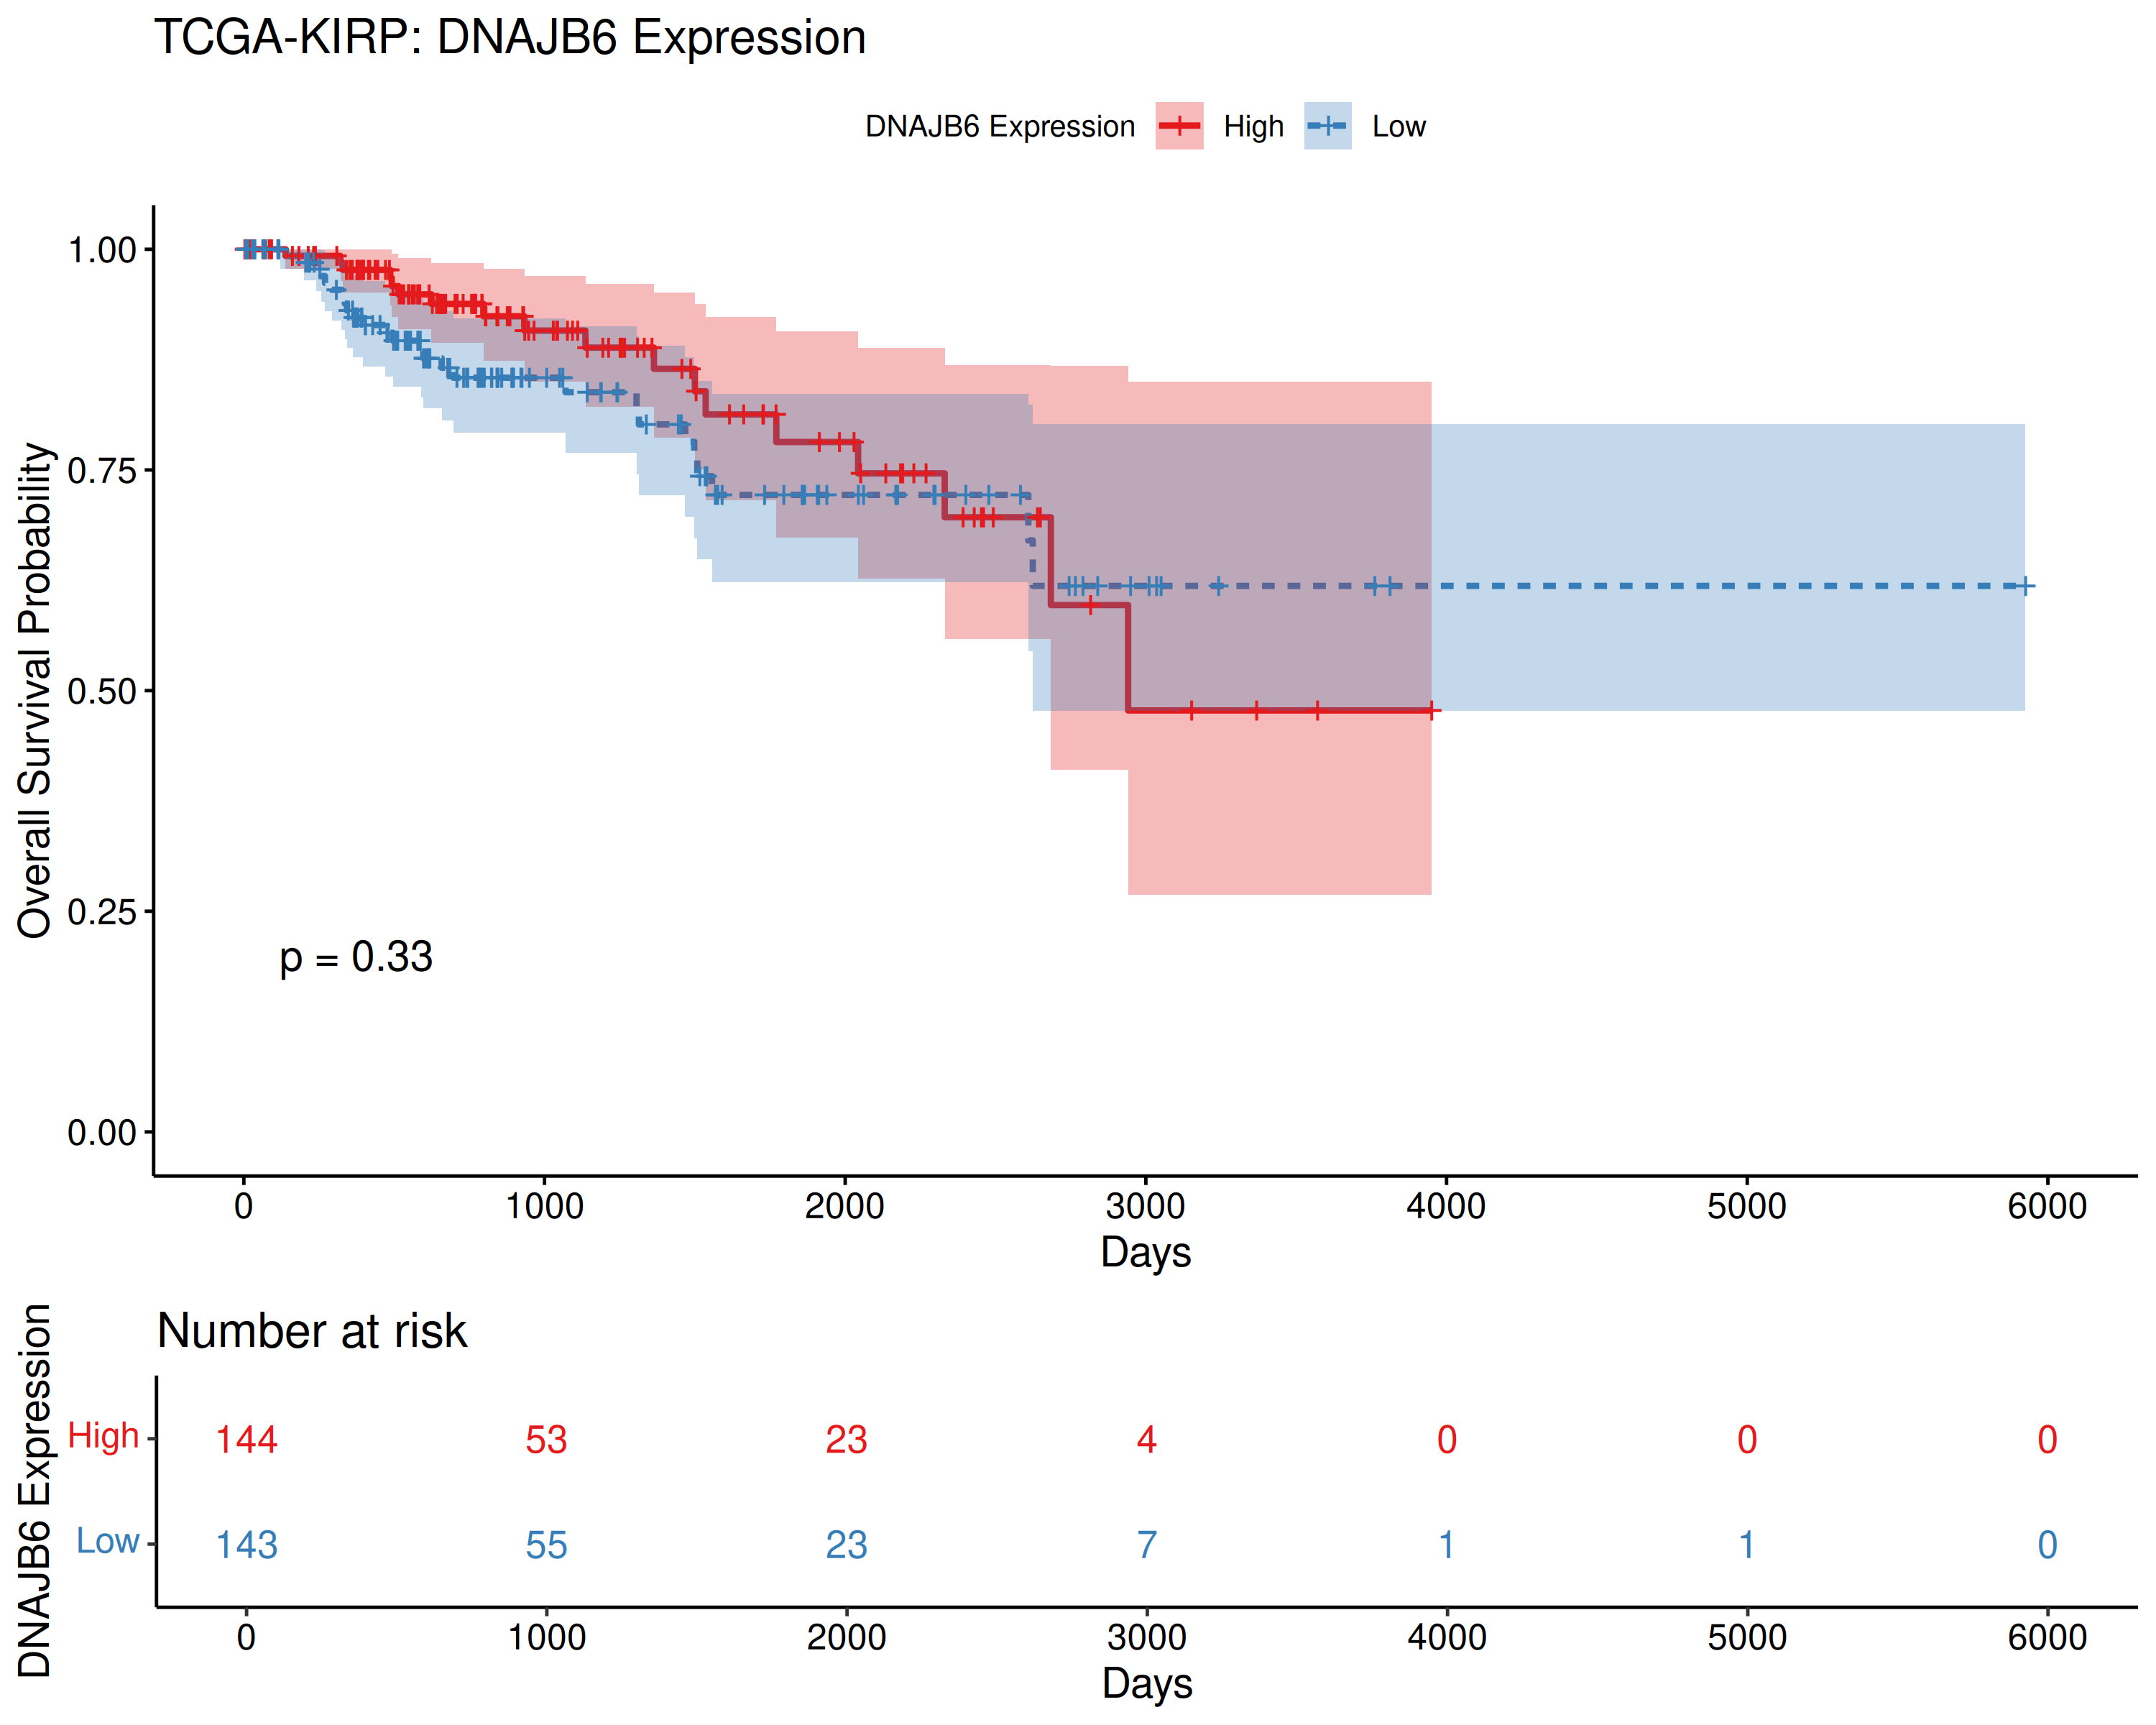 TCGA-KIRP: DNAJB6 Expression
DNAJB6 Expression High Low
Overall Survival Probability
1.00
0.75
0.50
0.25
0.00
p = 0.33
0 1000 2000 3000 4000 5000 6000
Days
Number at risk
DNAJB6 Expression
High 144 53 23 4 0 0 0
Low 143 55 23 7 1 1 0
0 1000 2000 3000 4000 5000 6000
Days